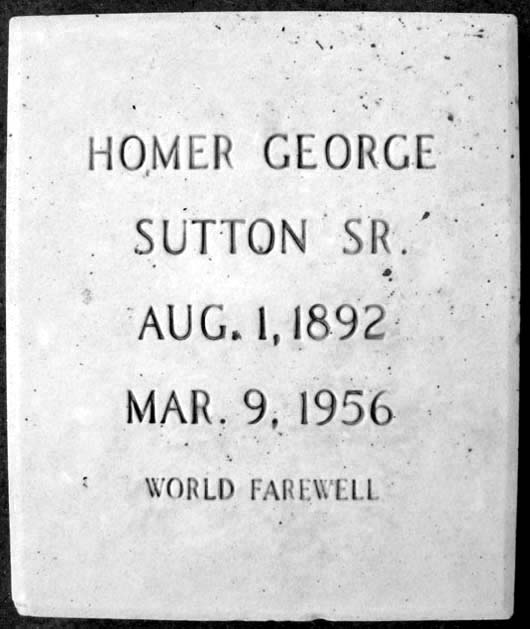 HOMER GEORGE
SUTTON SR.
AUG. 1, 1892
MAR. 9, 1956
WORLD FAREWELL